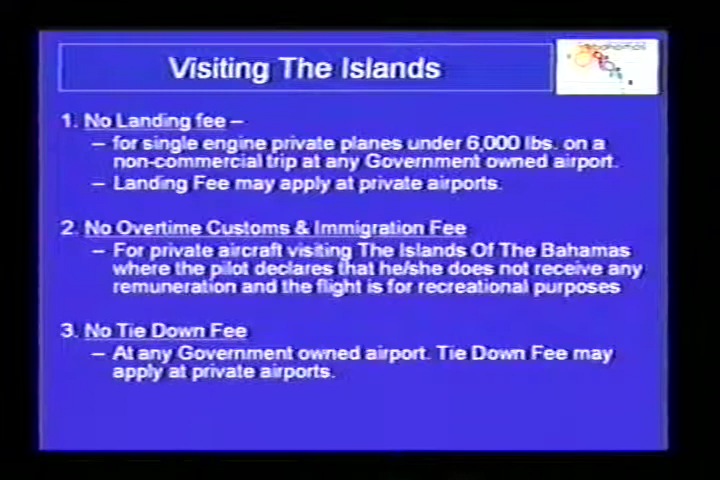 Visiting The Islands
bahamas
1. No Landing fee –
– for single engine private planes under 6,000 lbs. on a
non-commercial trip at any Government owned airport.
– Landing Fee may apply at private airports.
2. No Overtime Customs & Immigration Fee
– For private aircraft visiting The Islands Of The Bahamas
where the pilot declares that he/she does not receive any
remuneration and the flight is for recreational purposes
3. No Tie Down Fee
– At any Government owned airport. Tie Down Fee may
apply at private airports.